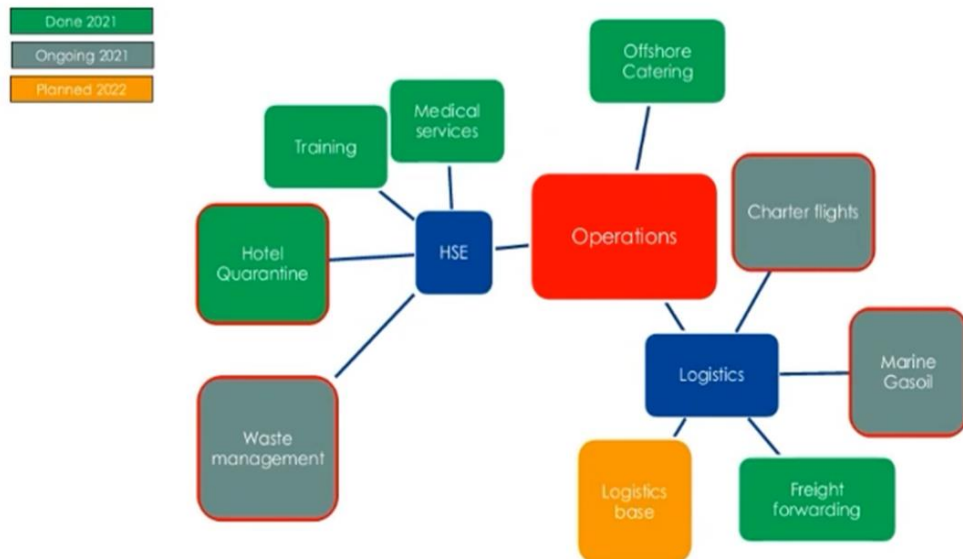 Done 2021
Ongoing 2021
Planned 2022
Offshore
Catering
Medical
services
Training
Charter flights
Operations
Hotel
Quarantine
HSE
Logistics
Marine
Gasoil
Waste
management
Logistics
base
Freight
forwarding